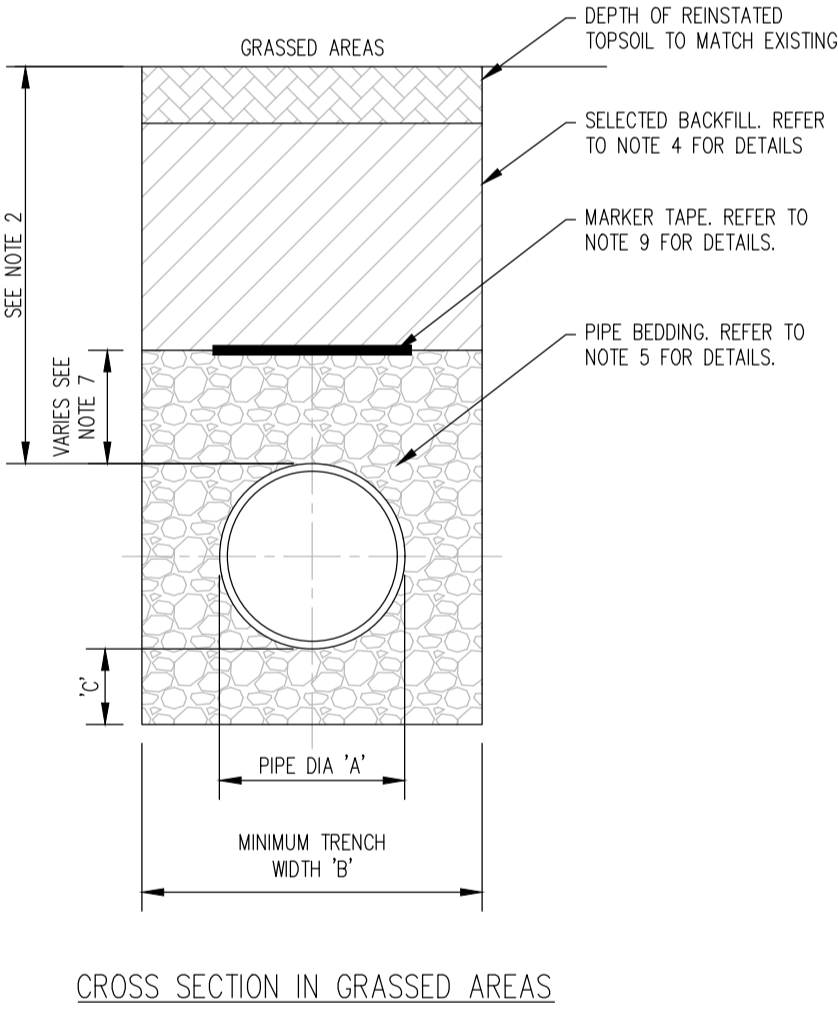 GRASSED AREAS
DEPTH OF REINSTATED
TOPSOIL TO MATCH EXISTING
SELECTED BACKFILL. REFER
TO NOTE 4 FOR DETAILS
MARKER TAPE. REFER TO
NOTE 9 FOR DETAILS.
PIPE BEDDING. REFER TO
NOTE 5 FOR DETAILS.
SEE NOTE 2
VARIES SEE
NOTE 7
'C'
PIPE DIA 'A'
MINIMUM TRENCH
WIDTH 'B'
CROSS SECTION IN GRASSED AREAS